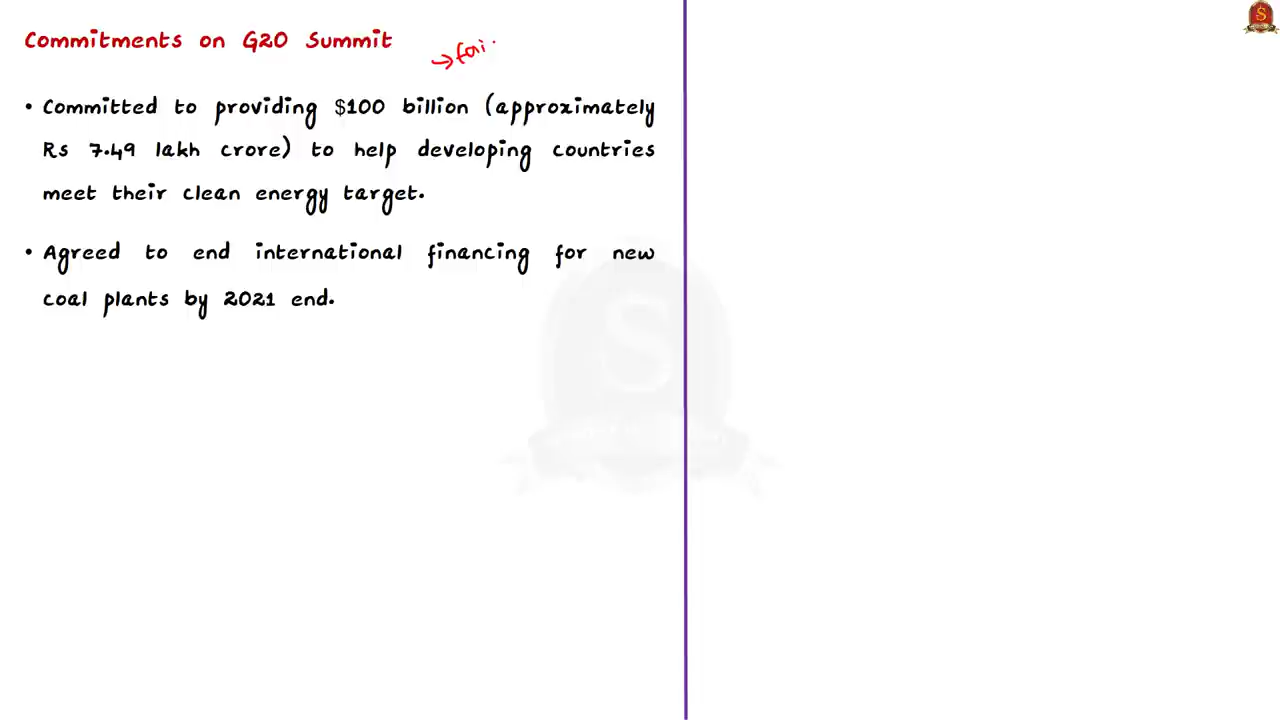 Commitments on G20 Summit
• Committed to providing $100 billion (approximately
Rs 7.49 lakh crore) to help developing countries
meet their clean energy target.
• Agreed to end international financing for new
coal plants by 2021 end.
S
S